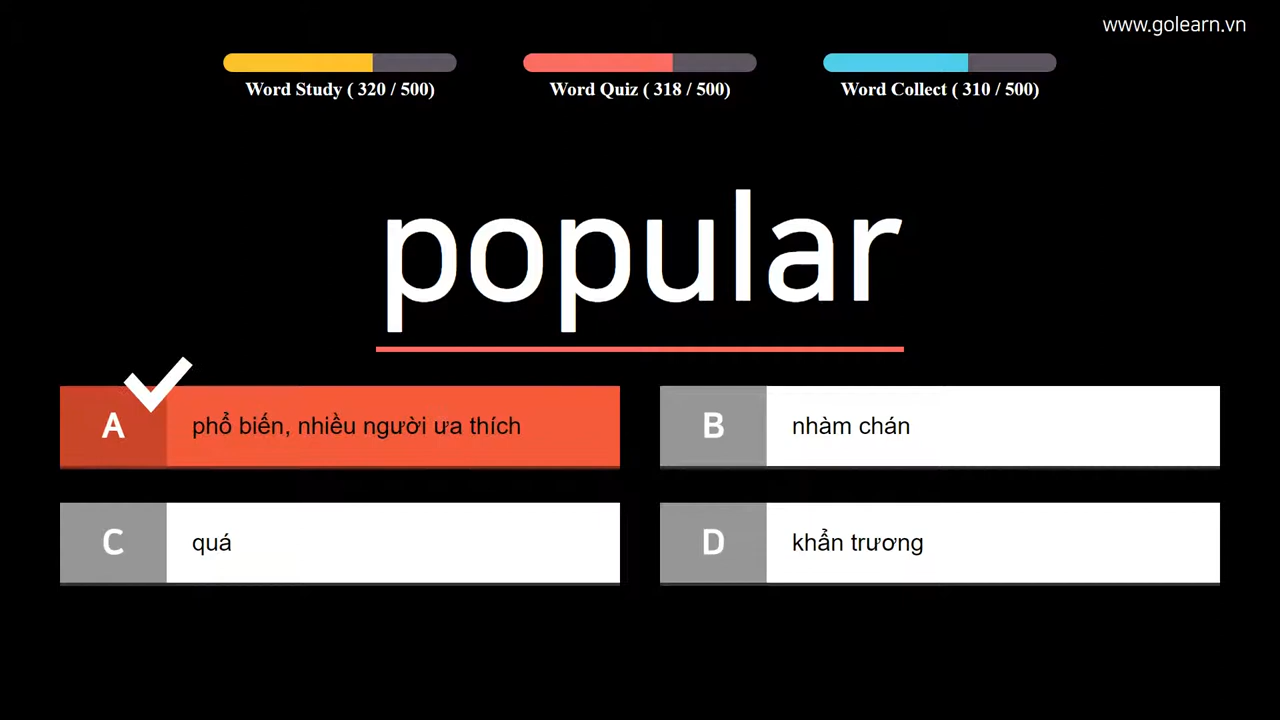 www.golearn.vn
Word Study ( 320 / 500)
Word Quiz ( 318 / 500)
Word Collect ( 310 / 500)
popular
A phổ biến, nhiều người ưa thích
B nhàm chán
C quá
D khẩn trương